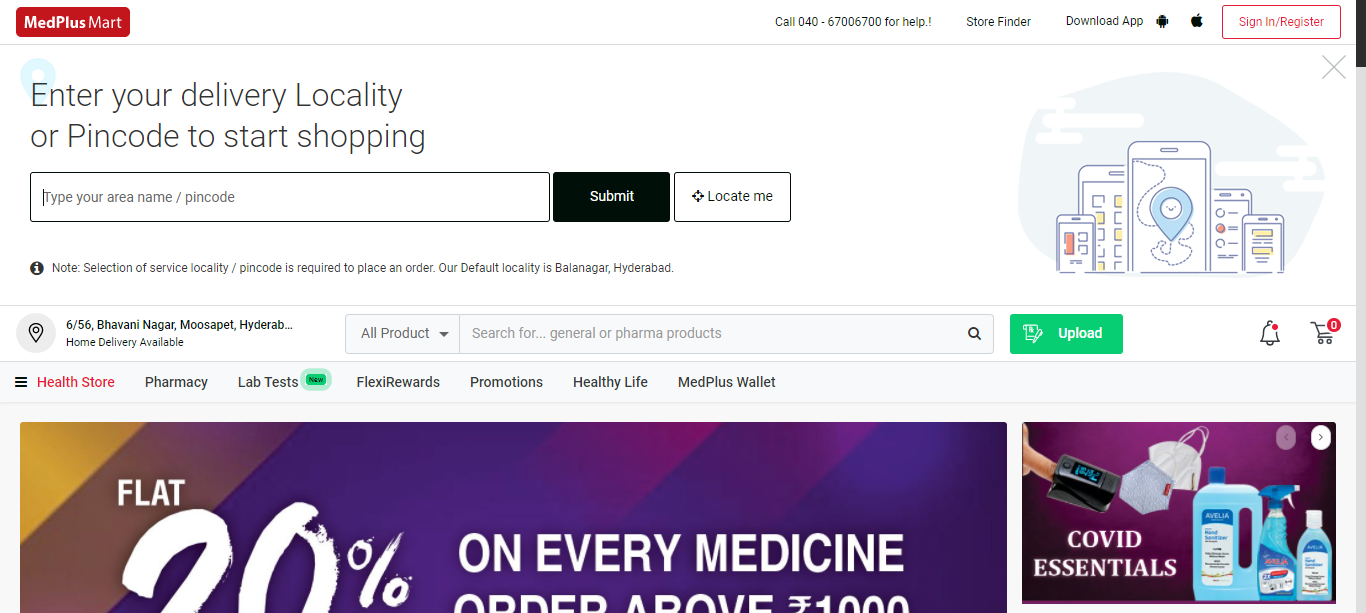 MedPlus Mart
Call 040 - 67006700 for help.!
Store Finder
Download App
Sign In/Register
Enter your delivery Locality
or Pincode to start shopping
Type your area name / pincode
Submit
Locate me
Note: Selection of service locality / pincode is required to place an order. Our Default locality is Balanagar, Hyderabad.
6/56, Bhavani Nagar, Moosapet, Hyderab...
Home Delivery Available
All Product
Search for... general or pharma products
Upload
0
Health Store
Pharmacy
Lab Tests
New
FlexiRewards
Promotions
Healthy Life
MedPlus Wallet
FLAT
20%
ON EVERY MEDICINE
ORDER ABOVE ₹1000
COVID
ESSENTIALS
AVELIA
Hand
Sanitizer
AVELIA
AVELIA